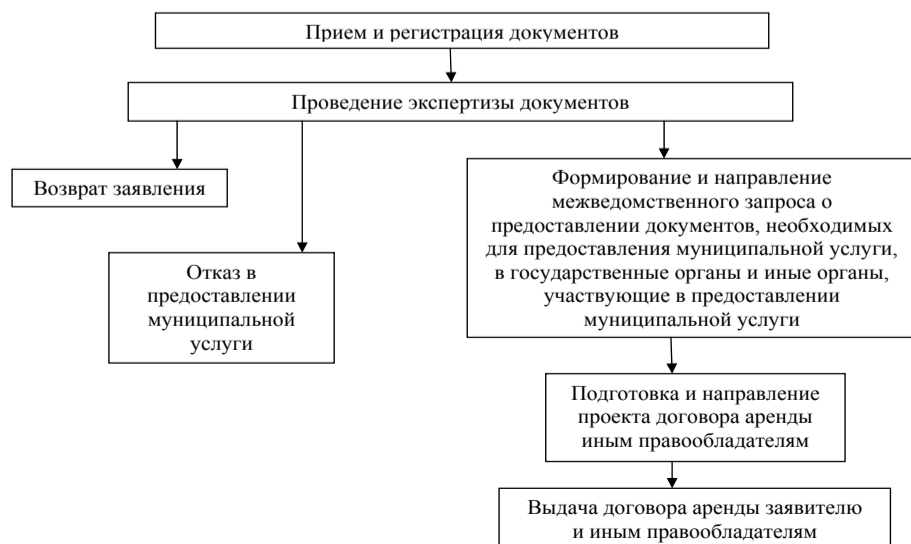 Прием и регистрация документов
Проведение экспертизы документов
Возврат заявления
Отказ в
предоставлении
муниципальной
услуги
Формирование и направление
межведомственного запроса о
предоставлении документов, необходимых
для предоставления муниципальной услуги,
в государственные органы и иные органы,
участвующие в предоставлении
муниципальной услуги
Подготовка и направление
проекта договора аренды
иным правообладателям
Выдача договора аренды заявителю
и иным правообладателям